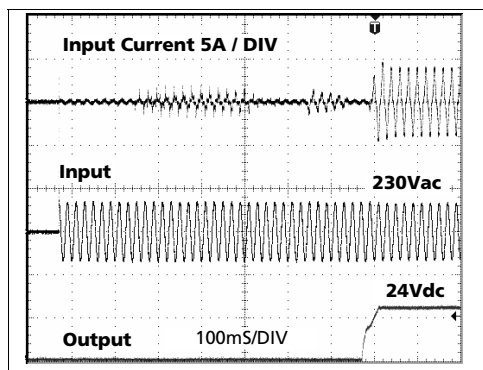 T
Input Current 5A / DIV
Input
230Vac
24Vdc
Output
100mS/DIV